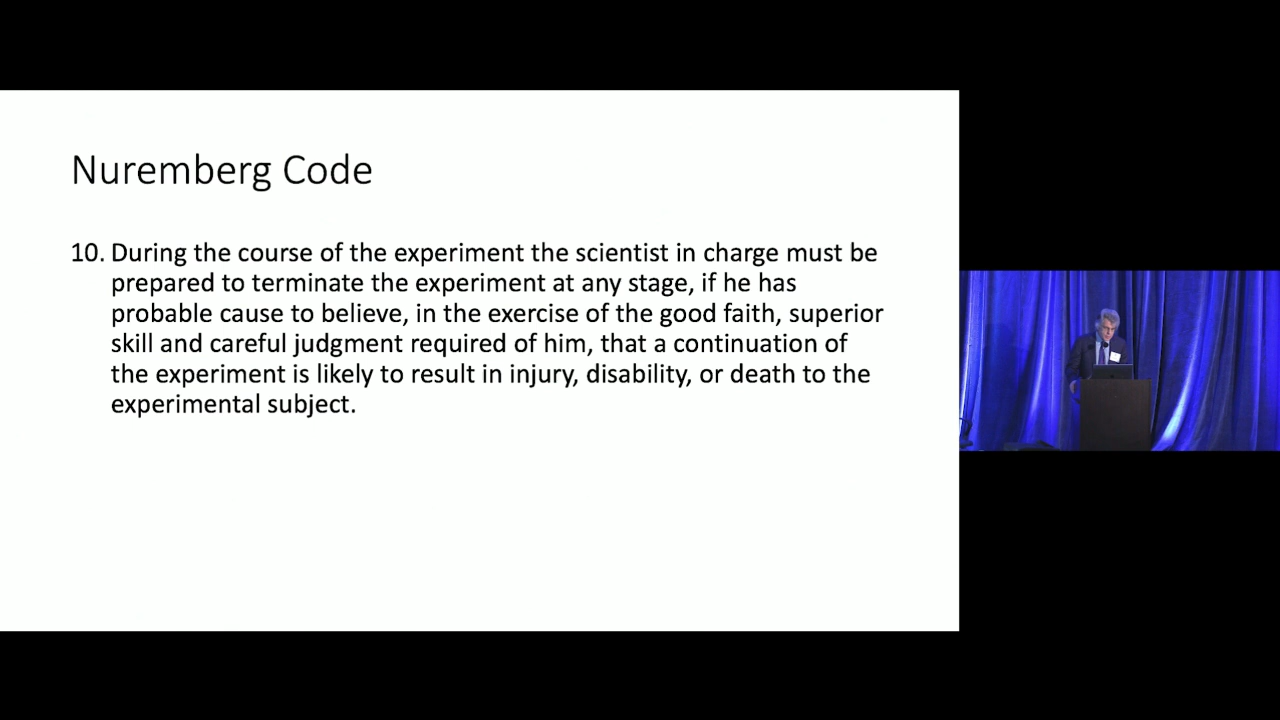 Nuremberg Code
10. During the course of the experiment the scientist in charge must be
prepared to terminate the experiment at any stage, if he has
probable cause to believe, in the exercise of the good faith, superior
skill and careful judgment required of him, that a continuation of
the experiment is likely to result in injury, disability, or death to the
experimental subject.